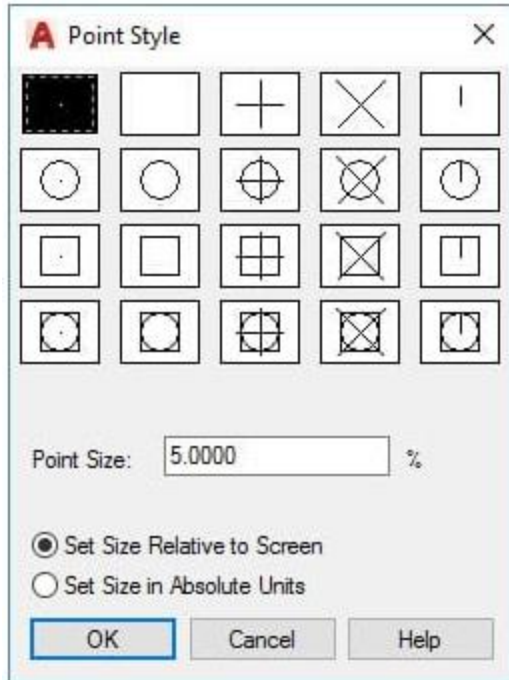 Point Style
Point Size: 5.0000 %
Set Size Relative to Screen
Set Size in Absolute Units
OK Cancel Help